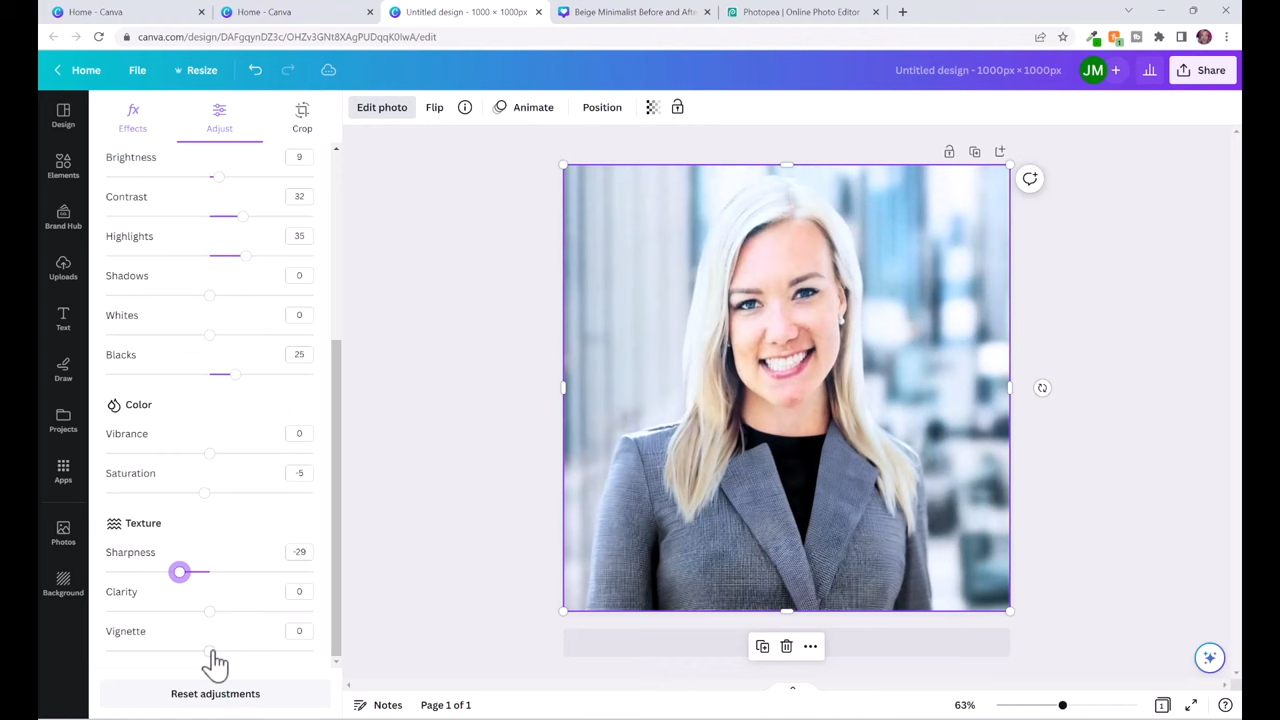 Home - Canva
Home - Canva
Untitled design - 1000 × 1000px
Beige Minimalist Before and Afte
Photopea | Online Photo Editor
canva.com/design/DAFgqynDZ3c/OHZv3GNt8XAgPUDqqK0IwA/edit
Home
File
Resize
Untitled design - 1000px × 1000px
JM
Share
Design
Elements
Brand Hub
Uploads
Text
Draw
Projects
Apps
Photos
Background
Effects
Adjust
Crop
Brightness 9
Contrast 32
Highlights 35
Shadows 0
Whites 0
Blacks 25
Color
Vibrance 0
Saturation -5
Texture
Sharpness -29
Clarity 0
Vignette 0
Reset adjustments
Edit photo
Flip
Animate
Position
Notes
Page 1 of 1
63%
1